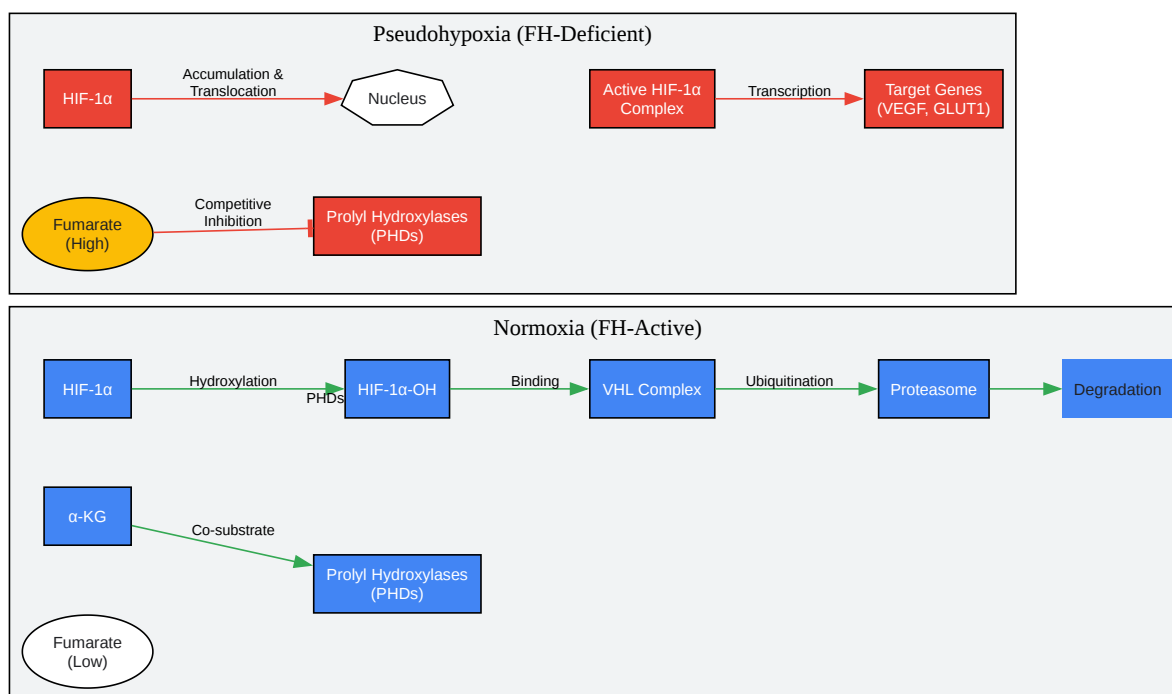 Pseudohypoxia (FH-Deficient)
HIF-1α
Accumulation &
Translocation
Nucleus
Active HIF-1α
Complex
Transcription
Target Genes
(VEGF, GLUT1)
Fumarate
(High)
Competitive
Inhibition
Prolyl Hydroxylases
(PHDs)
Normoxia (FH-Active)
HIF-1α
Hydroxylation
PHDs
HIF-1α-OH
Binding
VHL Complex
Ubiquitination
Proteasome
Degradation
α-KG
Co-substrate
Prolyl Hydroxylases
(PHDs)
Fumarate
(Low)